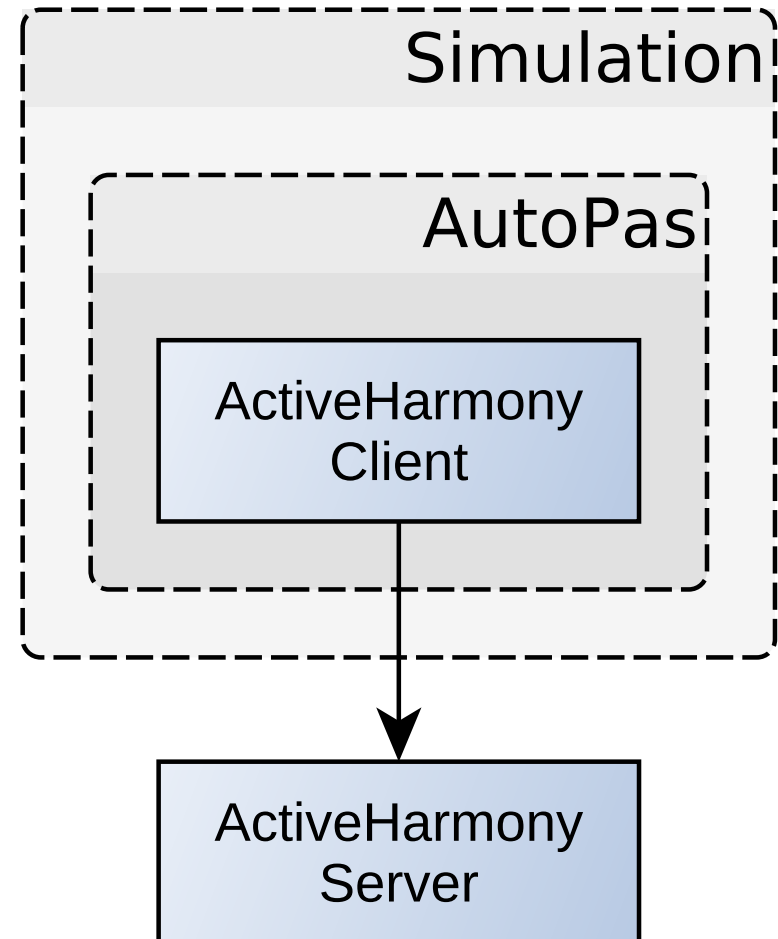 Simulation
AutoPas
ActiveHarmony
Client
ActiveHarmony
Server